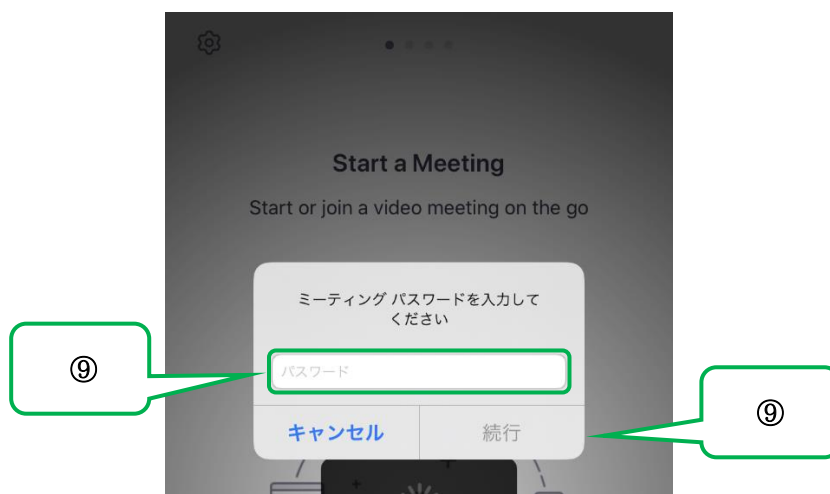 Start a Meeting
Start or join a video meeting on the go
ミーティング パスワードを入力して
ください
⑨
パスワード
キャンセル
続行
⑨